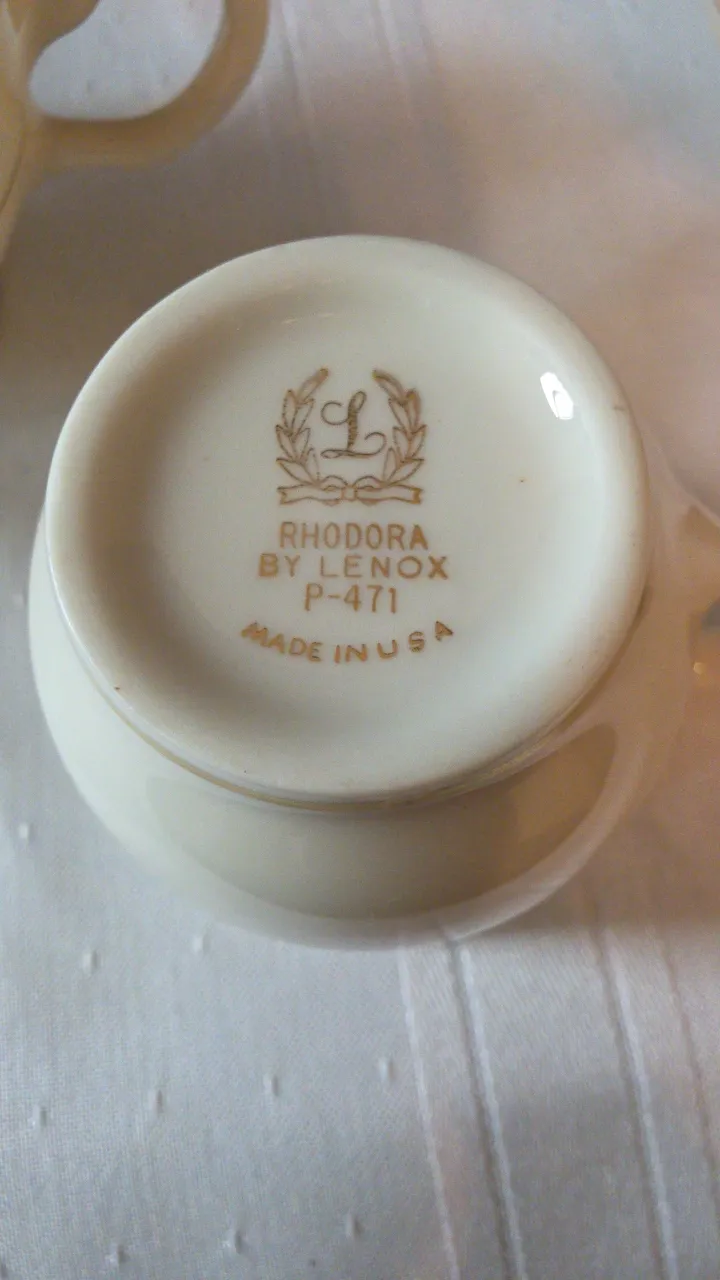 L
RHODORA
BY LENOX
P-471
MADE IN USA